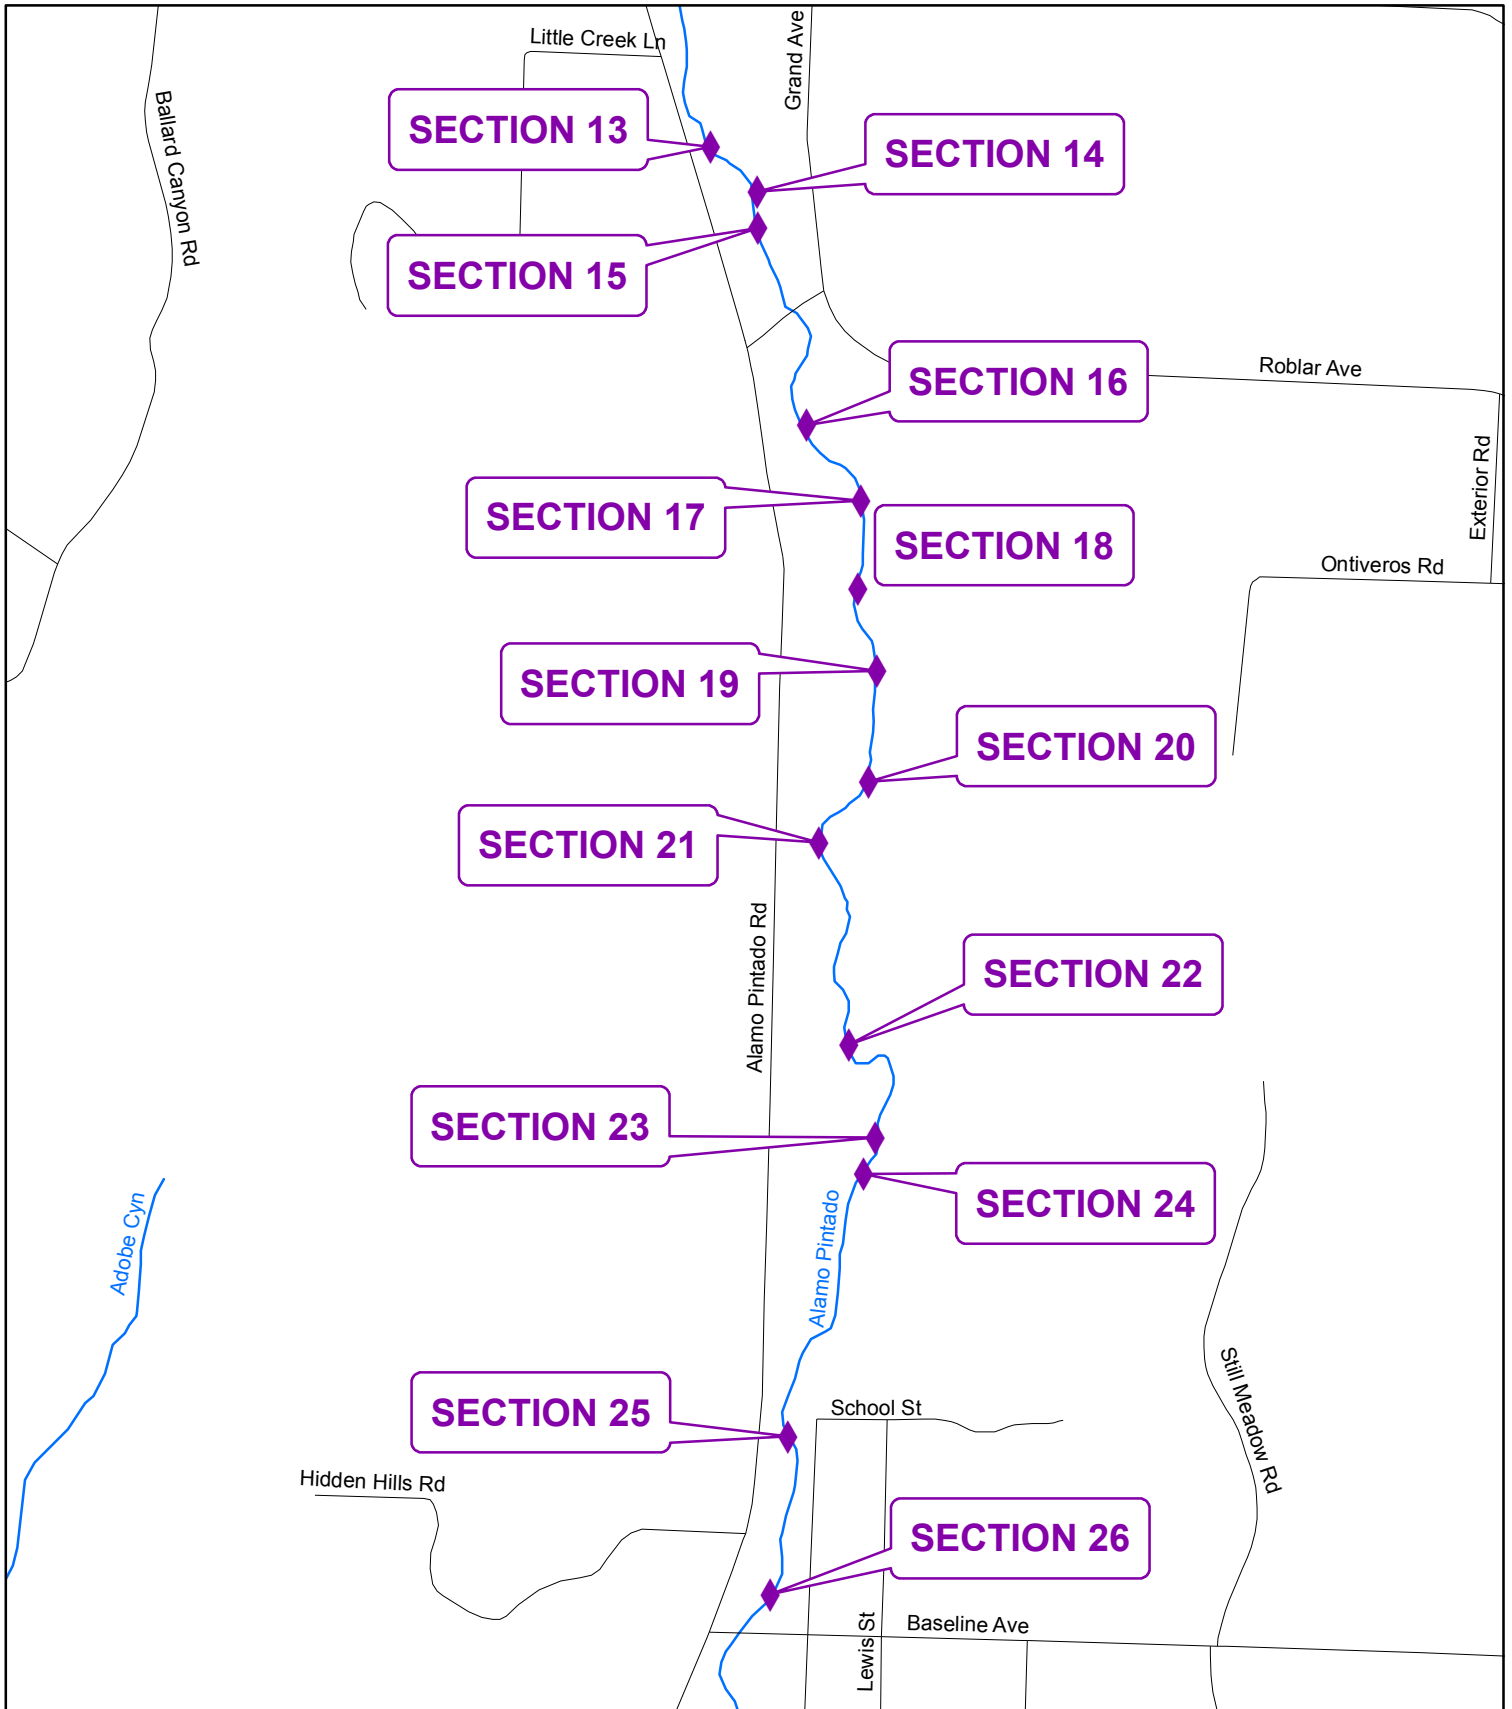 Little Creek Ln
Grand Ave
Ballard Canyon Rd
SECTION 13
SECTION 14
SECTION 15
Roblar Ave
SECTION 16
Exterior Rd
SECTION 17
SECTION 18
Ontiveros Rd
SECTION 19
SECTION 20
SECTION 21
Alamo Pintado Rd
SECTION 22
SECTION 23
Adobe Cyn
Alamo Pintado
SECTION 24
Still Meadow Rd
SECTION 25
School St
Hidden Hills Rd
SECTION 26
Lewis St
Baseline Ave